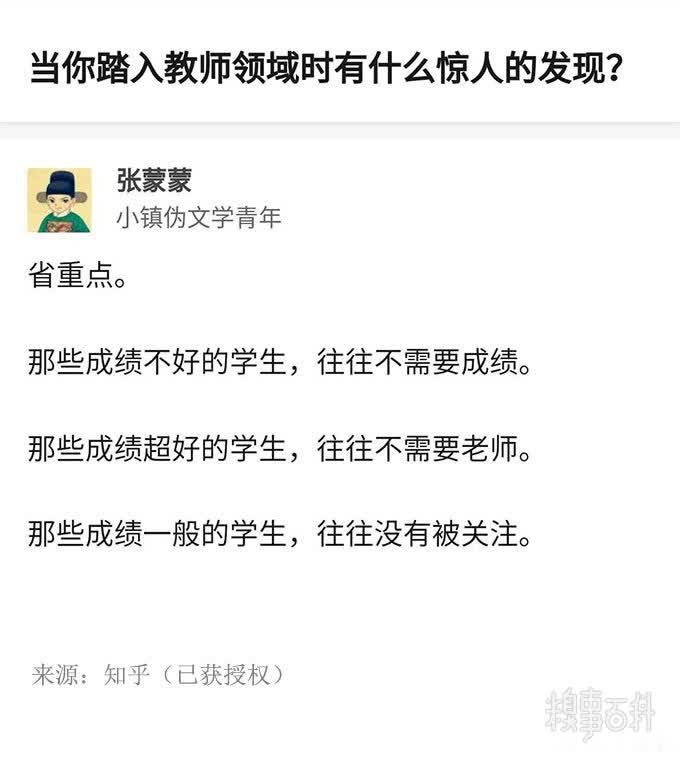 当你踏入教师领域时有什么惊人的发现？
张蒙蒙
小镇伪文学青年
省重点。
那些成绩不好的学生，往往不需要成绩。
那些成绩超好的学生，往往不需要老师。
那些成绩一般的学生，往往没有被关注。
来源：知乎（已获授权）
糗事百科